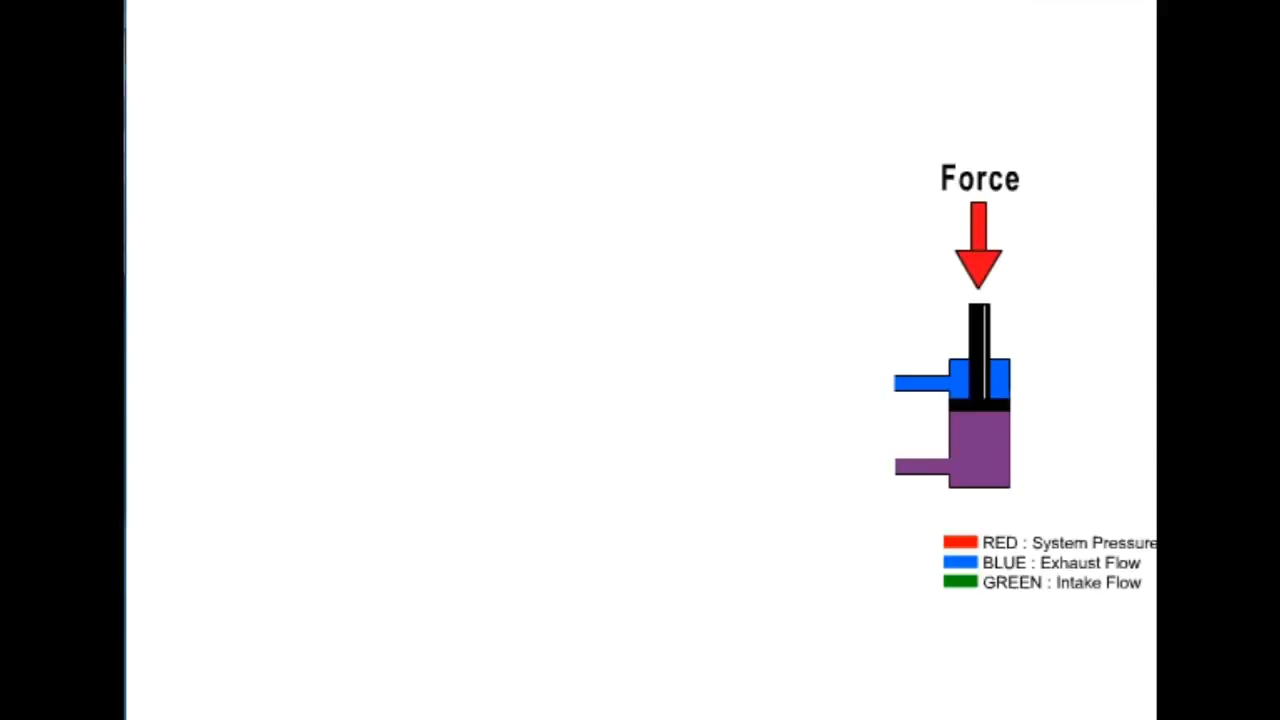 Force
RED : System Pressure
BLUE : Exhaust Flow
GREEN : Intake Flow